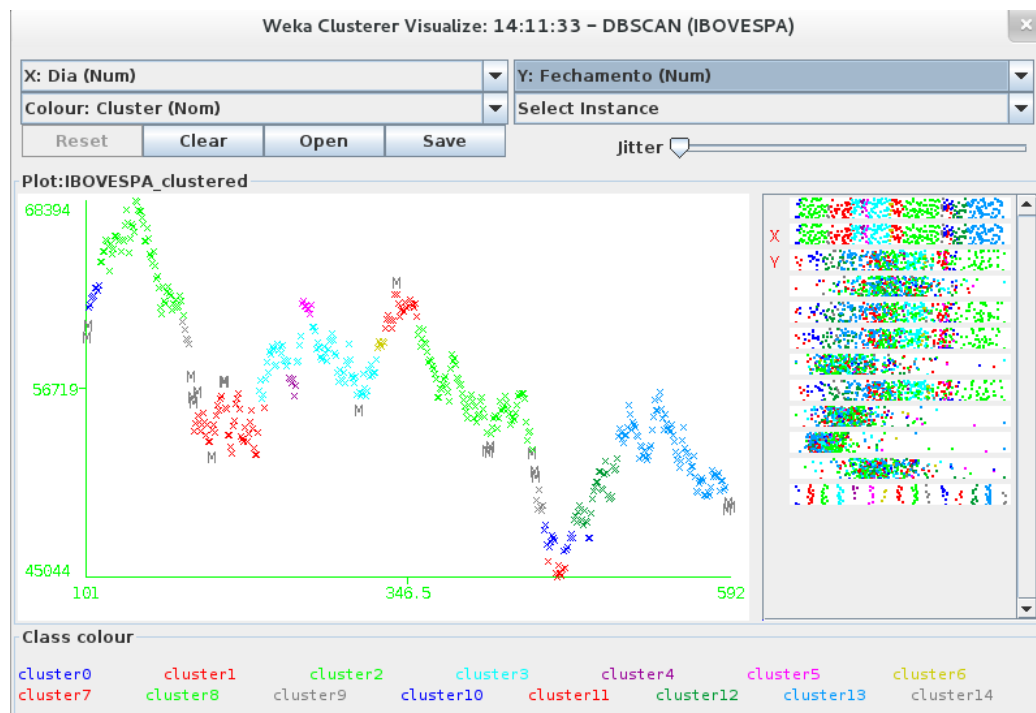 Weka Clusterer Visualize: 14:11:33 – DBSCAN (IBOVESPA)
X: Dia (Num) Y: Fechamento (Num)
Colour: Cluster (Nom) Select Instance
Reset Clear Open Save Jitter
Plot:IBOVESPA_clustered
68394
X
Y
56719
45044
101 346.5 592
Class colour
cluster0 cluster1 cluster2 cluster3 cluster4 cluster5 cluster6
cluster7 cluster8 cluster9 cluster10 cluster11 cluster12 cluster13 cluster14